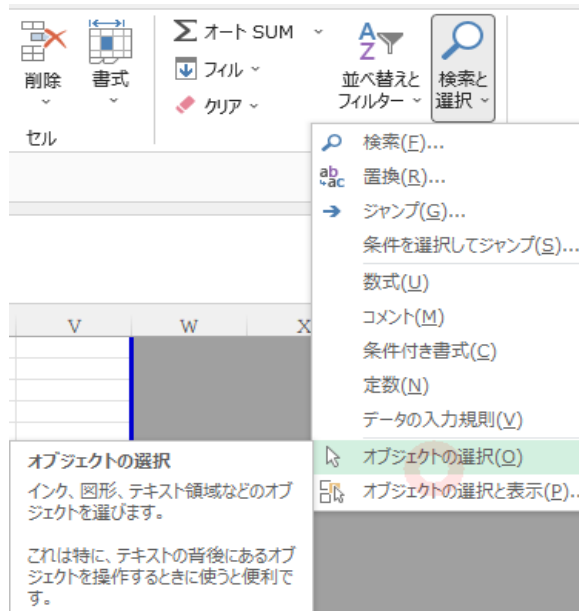 削除
書式
セル
オート SUM
フィル
クリア
並べ替えと
フィルター
検索と
選択
検索(F)...
置換(R)...
ジャンプ(G)...
条件を選択してジャンプ(S)...
数式(U)
コメント(M)
条件付き書式(C)
定数(N)
データの入力規則(V)
オブジェクトの選択(O)
オブジェクトの選択と表示(P)...
V W X
オブジェクトの選択
インク、図形、テキスト領域などのオブ
ジェクトを選びます。
これは特に、テキストの背後にあるオブ
ジェクトを操作するときに使うと便利で
す。